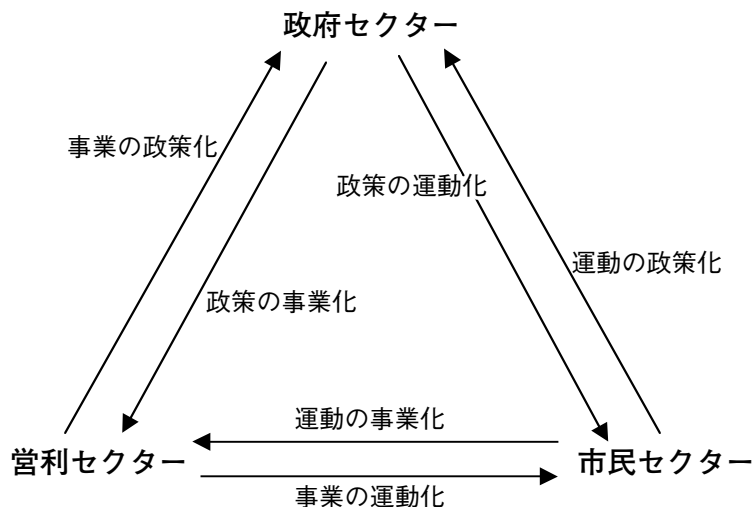 政府セクター
事業の政策化
政策の運動化
運動の政策化
政策の事業化
運動の事業化
営利セクター
市民セクター
事業の運動化